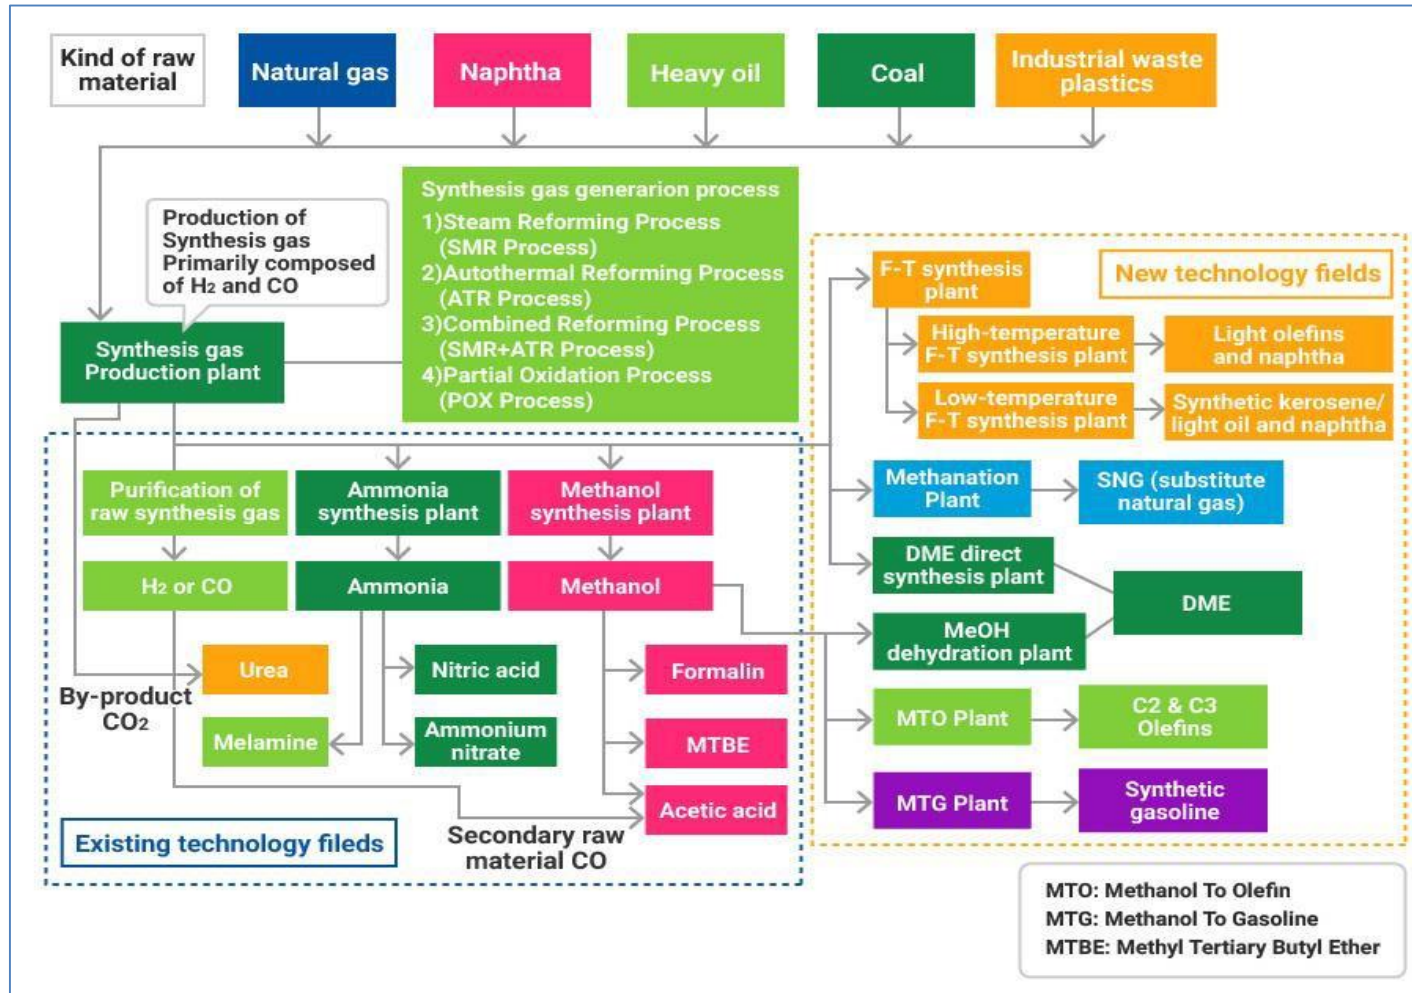 Kind of raw
material
Natural gas
Naphtha
Heavy oil
Coal
Industrial waste
plastics
Production of
Synthesis gas
Primarily composed
of H2 and CO
Synthesis gas generarion process
1)Steam Reforming Process
(SMR Process)
2)Autothermal Reforming Process
(ATR Process)
3)Combined Reforming Process
(SMR+ATR Process)
4)Partial Oxidation Process
(POX Process)
Synthesis gas
Production plant
New technology fields
F-T synthesis
plant
High-temperature
F-T synthesis plant
Light olefins
and naphtha
Low-temperature
F-T synthesis plant
Synthetic kerosene/
light oil and naphtha
Purification of
raw synthesis gas
Ammonia
synthesis plant
Methanol
synthesis plant
Methanation
Plant
SNG (substitute
natural gas)
H2 or CO
Ammonia
Methanol
DME direct
synthesis plant
DME
MeOH
dehydration plant
Urea
Nitric acid
Formalin
By-product
CO2
Melamine
Ammonium
nitrate
MTBE
MTO Plant
C2 & C3
Olefins
Acetic acid
MTG Plant
Synthetic
gasoline
Existing technology fileds
Secondary raw
material CO
MTO: Methanol To Olefin
MTG: Methanol To Gasoline
MTBE: Methyl Tertiary Butyl Ether